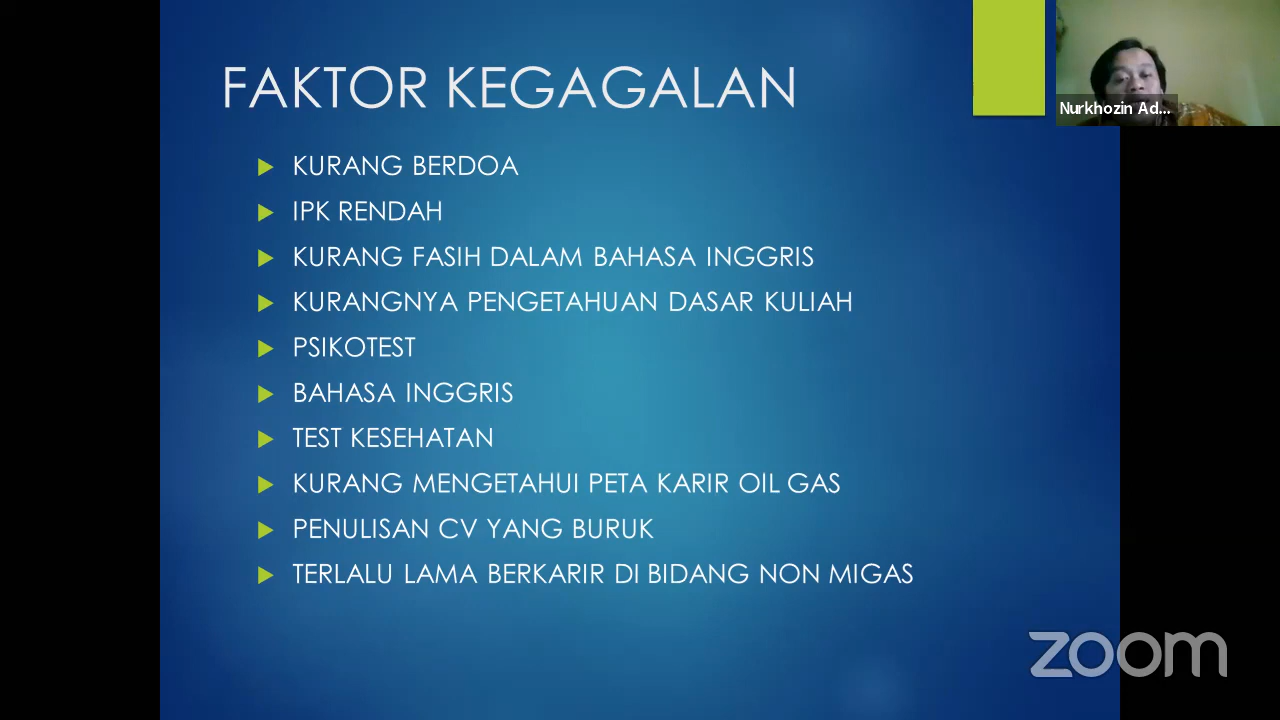 FAKTOR KEGAGALAN
Nurkhozin Ad...
KURANG BERDOA
IPK RENDAH
KURANG FASIH DALAM BAHASA INGGRIS
KURANGNYA PENGETAHUAN DASAR KULIAH
PSIKOTEST
BAHASA INGGRIS
TEST KESEHATAN
KURANG MENGETAHUI PETA KARIR OIL GAS
PENULISAN CV YANG BURUK
TERLALU LAMA BERKARIR DI BIDANG NON MIGAS
zoom